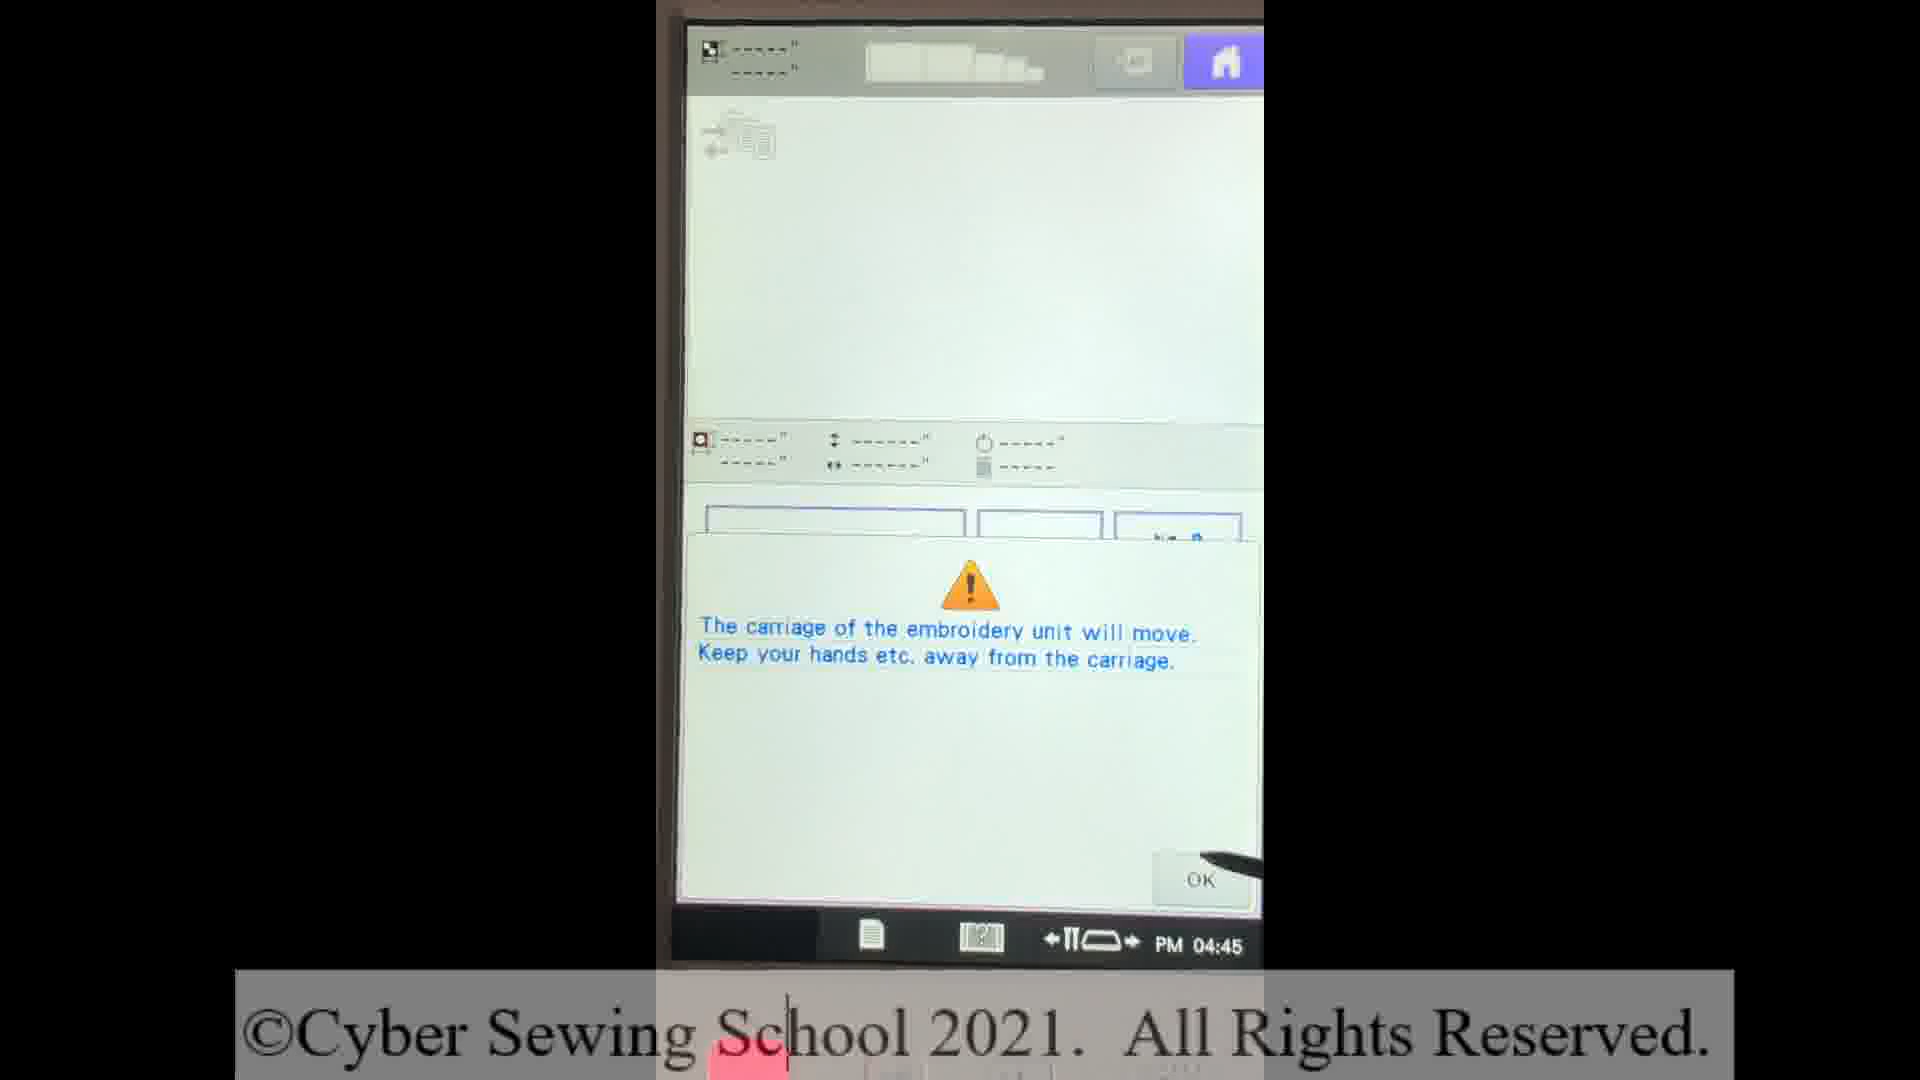 The carriage of the embroidery unit will move.
Keep your hands etc. away from the carriage.
OK
PM 04:45
©Cyber Sewing School 2021. All Rights Reserved.